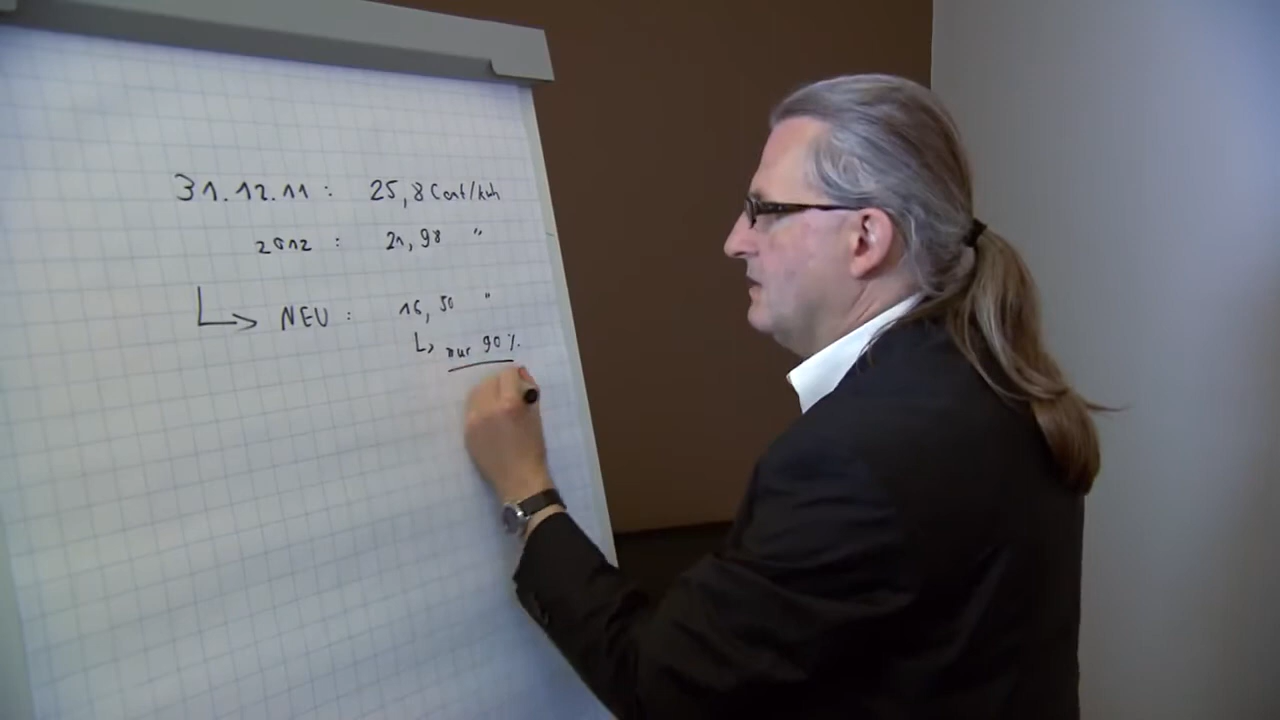 31.12.11: 25,8 Cent/kWh
2012: 21,98 "
↳ NEU: 16,50 "
↳ nur 90%